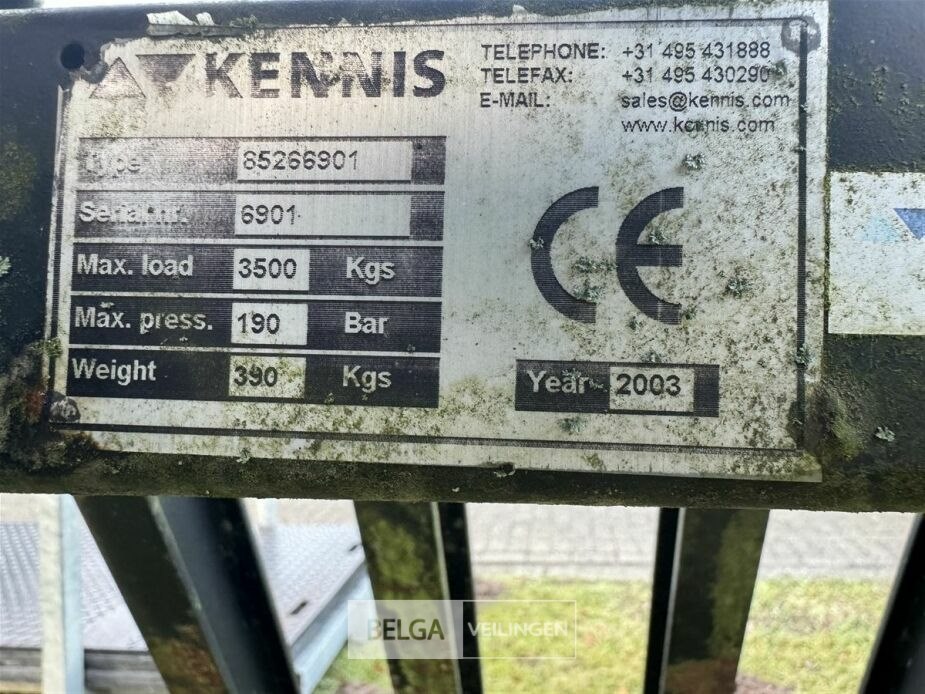 KENNIS
TELEPHONE: +31 495 431888
TELEFAX: +31 495 430290
E-MAIL: sales@kennis.com
www.kennis.com
Type 85266901
Serial nr. 6901
Max. load 3500 Kgs
Max. press. 190 Bar
Weight 390 Kgs
CE
Year 2003
BELGA VEILINGEN